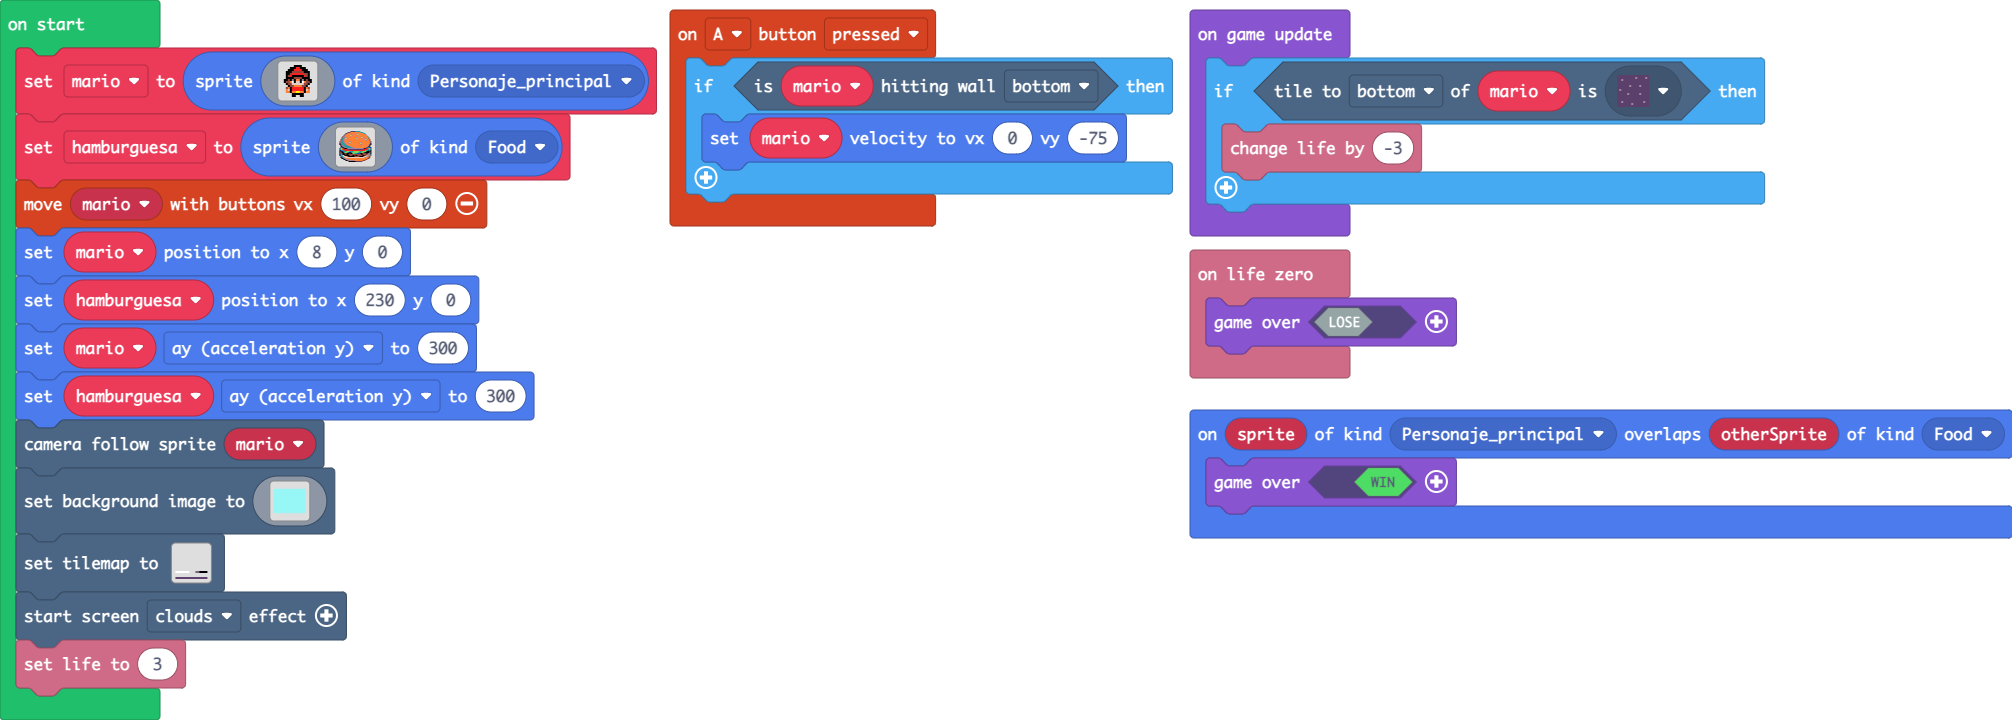 on start
set mario to sprite of kind Personaje_principal
set hamburguesa to sprite of kind Food
move mario with buttons vx 100 vy 0
set mario position to x 8 y 0
set hamburguesa position to x 230 y 0
set mario ay (acceleration y) to 300
set hamburguesa ay (acceleration y) to 300
camera follow sprite mario
set background image to
set tilemap to
start screen clouds effect
set life to 3
on A button pressed
if is mario hitting wall bottom then
set mario velocity to vx 0 vy -75
on game update
if tile to bottom of mario is then
change life by -3
on life zero
game over LOSE
on sprite of kind Personaje_principal overlaps otherSprite of kind Food
game over WIN